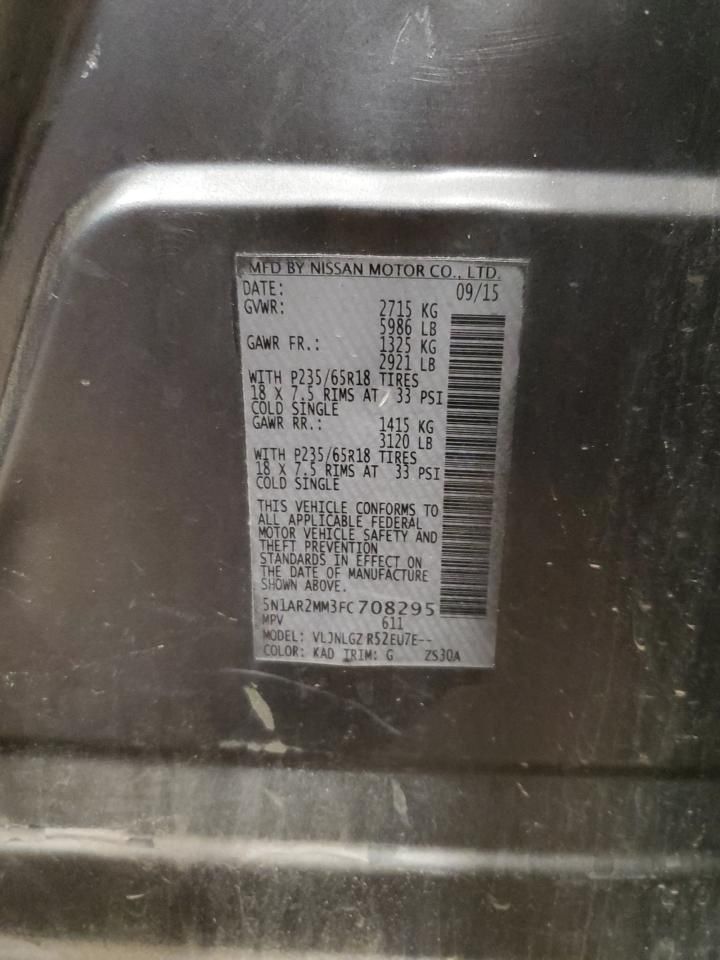 MFD BY NISSAN MOTOR CO., LTD.
DATE: 09/15
GVWR: 2715 KG
5986 LB
GAWR FR.: 1325 KG
2921 LB
WITH P235/65R18 TIRES
18 X 7.5 RIMS AT 33 PSI
COLD SINGLE
GAWR RR.: 1415 KG
3120 LB
WITH P235/65R18 TIRES
18 X 7.5 RIMS AT 33 PSI
COLD SINGLE
THIS VEHICLE CONFORMS TO
ALL APPLICABLE FEDERAL
MOTOR VEHICLE SAFETY AND
THEFT PREVENTION
STANDARDS IN EFFECT ON
THE DATE OF MANUFACTURE
SHOWN ABOVE.
5N1AR2MM3FC708295
MPV 611
MODEL: VLJNLGZ R52EU7E--
COLOR: KAD TRIM: G ZS30A